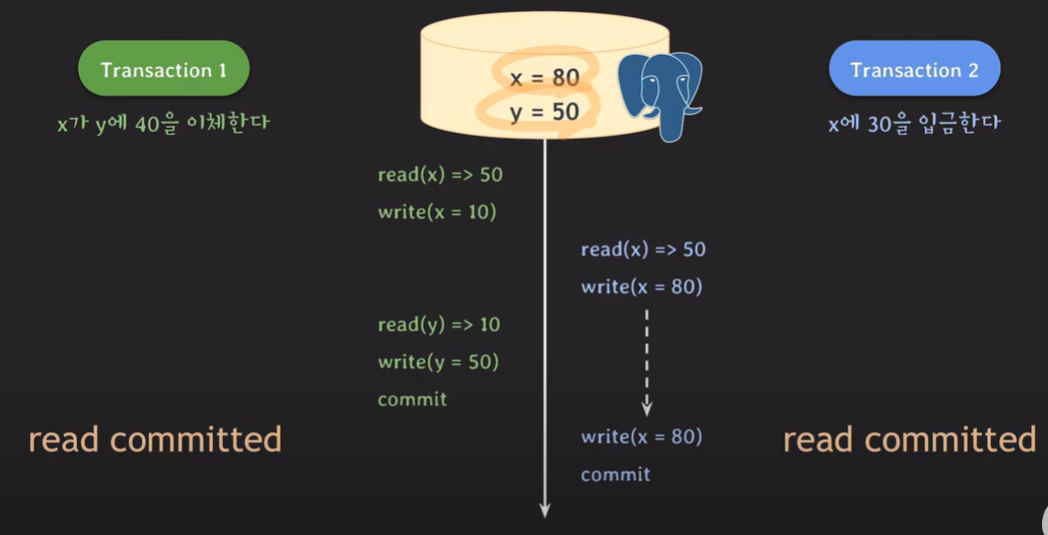 Transaction 1
x가 y에 40을 이체한다
x = 80
y = 50
Transaction 2
x에 30을 입금한다
read(x) => 50
write(x = 10)
read(x) => 50
write(x = 80)
read(y) => 10
write(y = 50)
commit
write(x = 80)
commit
read committed
read committed